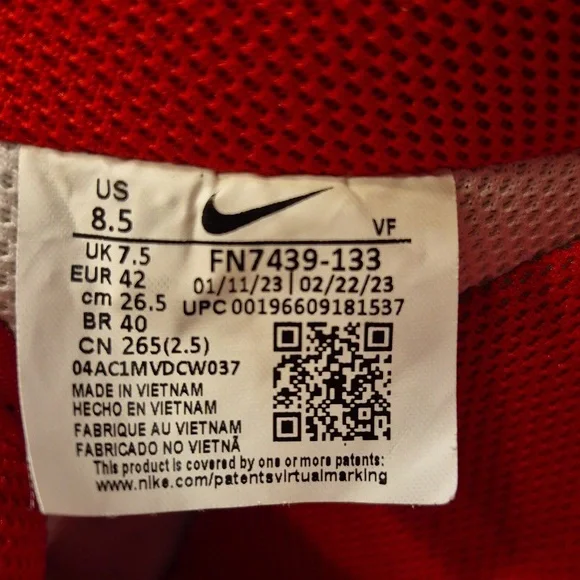 US
8.5
VF
UK 7.5
FN7439-133
EUR 42
01/11/23 | 02/22/23
cm 26.5
UPC 00196609181537
BR 40
CN 265(2.5)
04AC1MVDCW037
MADE IN VIETNAM
HECHO EN VIETNAM
FABRIQUE AU VIETNAM
FABRICADO NO VIETNÃ
This product is covered by one or more patents:
www.nike.com/patentsvirtualmarking